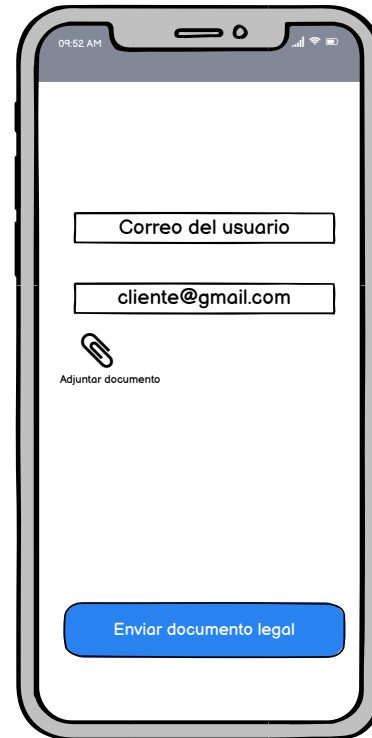 09:52 AM
Correo del usuario
cliente@gmail.com
Adjuntar documento
Enviar documento legal